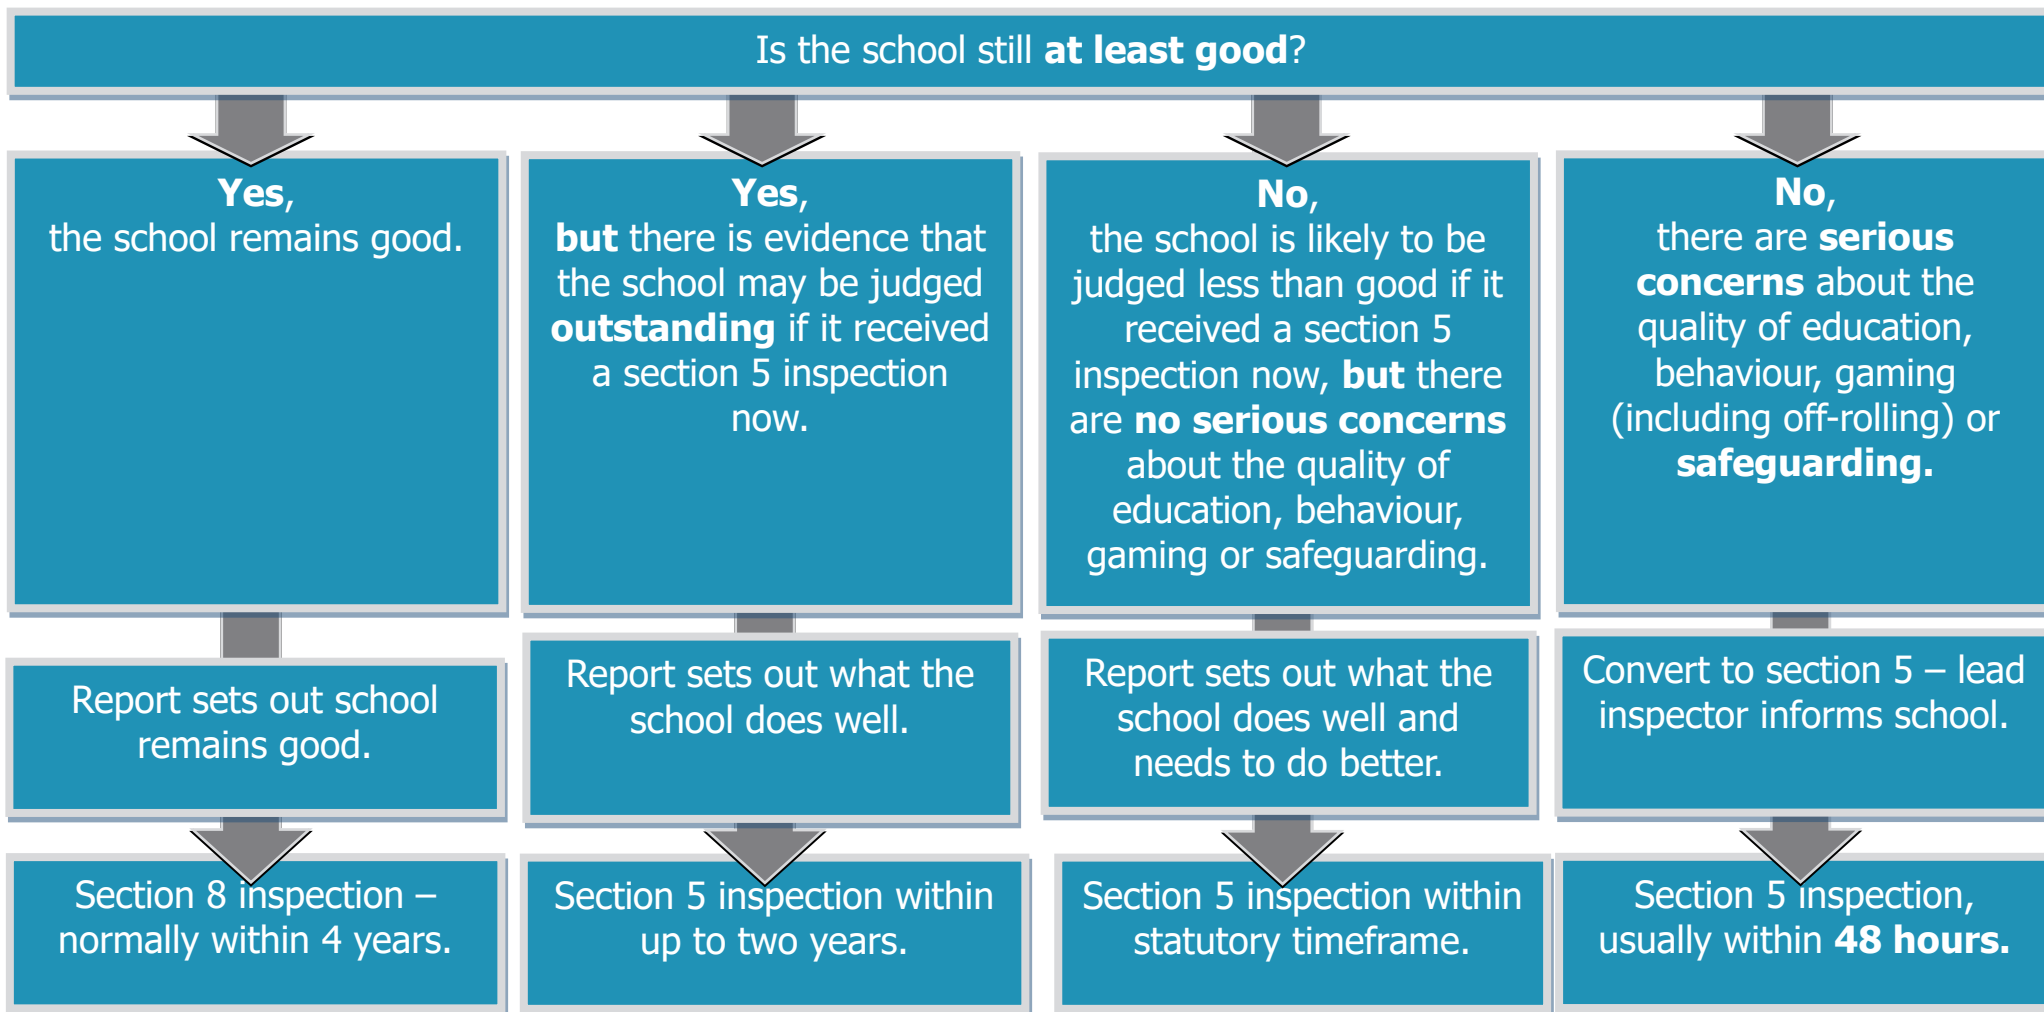 Is the school still at least good?
Yes,
the school remains good.
Yes,
but there is evidence that
the school may be judged
outstanding if it received
a section 5 inspection
now.
No,
the school is likely to be
judged less than good if it
received a section 5
inspection now, but there
are no serious concerns
about the quality of
education, behaviour,
gaming or safeguarding.
No,
there are serious
concerns about the
quality of education,
behaviour, gaming
(including off-rolling) or
safeguarding.
Report sets out school
remains good.
Report sets out what the
school does well.
Report sets out what the
school does well and
needs to do better.
Convert to section 5 – lead
inspector informs school.
Section 8 inspection –
normally within 4 years.
Section 5 inspection within
up to two years.
Section 5 inspection within
statutory timeframe.
Section 5 inspection,
usually within 48 hours.